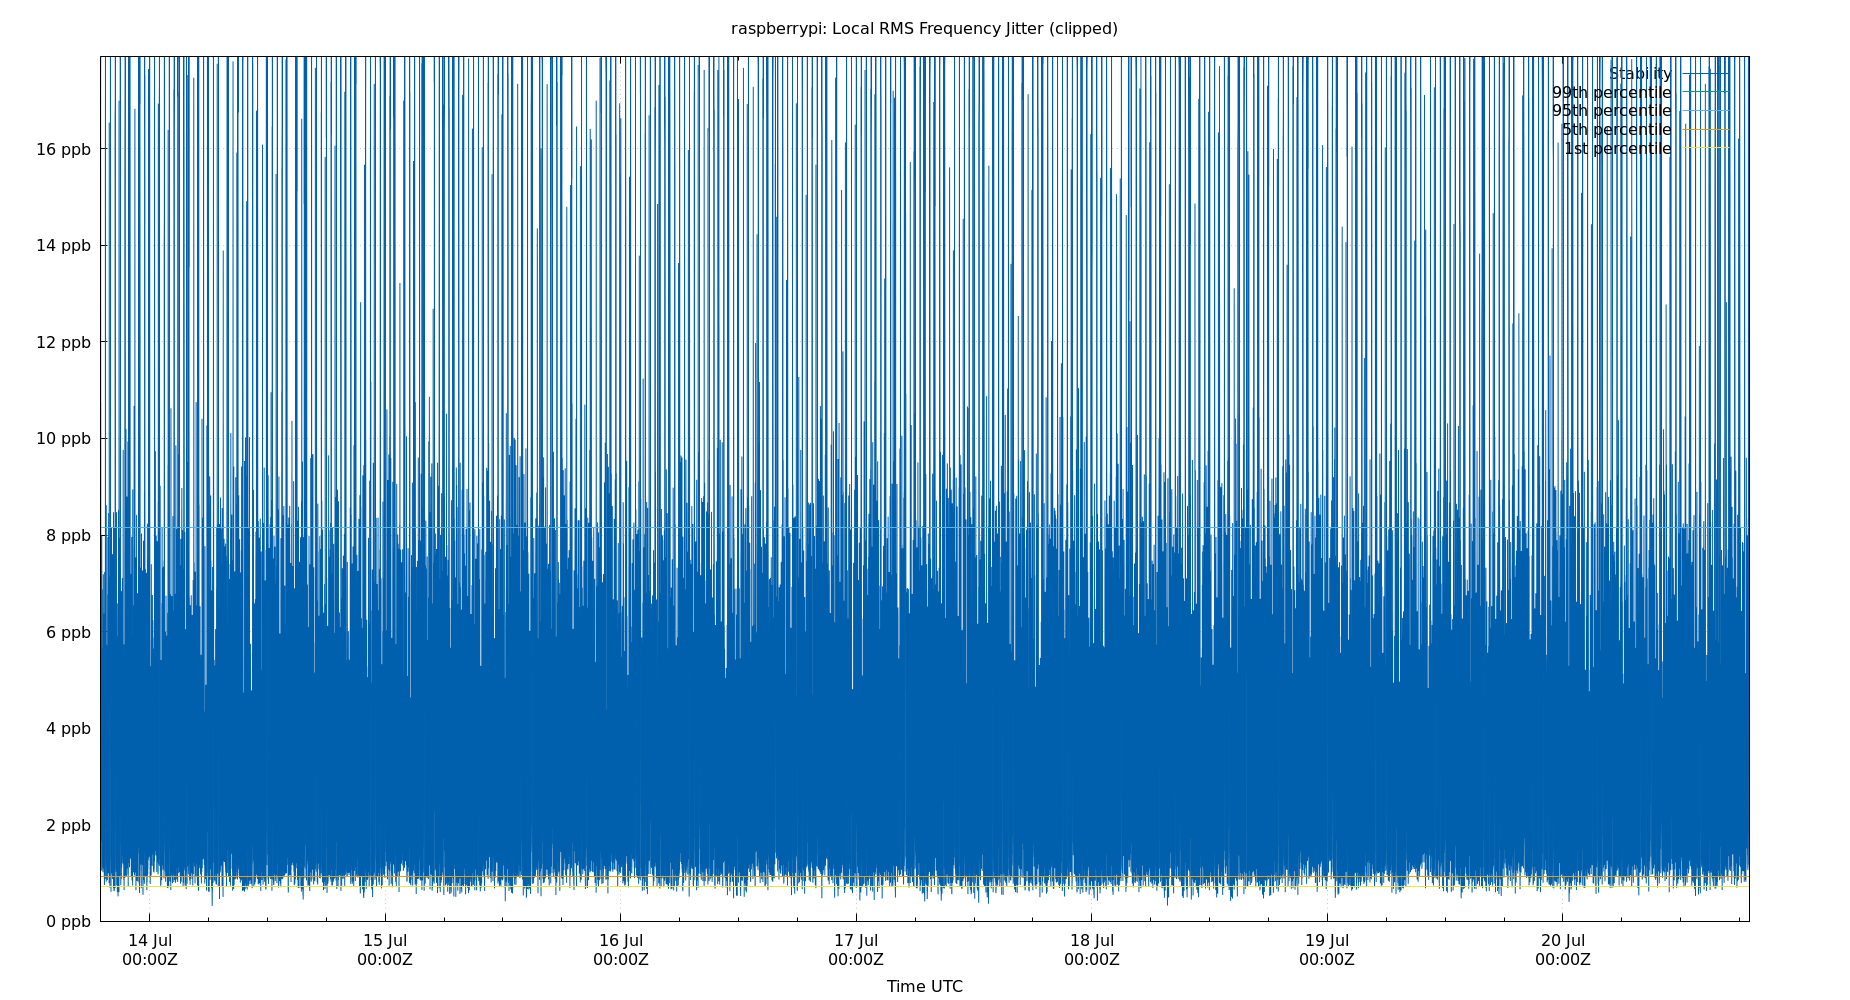 raspberrypi: Local RMS Frequency Jitter (clipped)
Stability
99th percentile
95th percentile
5th percentile
1st percentile
16 ppb
14 ppb
12 ppb
10 ppb
8 ppb
6 ppb
4 ppb
2 ppb
0 ppb
14 Jul
00:00Z
15 Jul
00:00Z
16 Jul
00:00Z
17 Jul
00:00Z
18 Jul
00:00Z
19 Jul
00:00Z
20 Jul
00:00Z
Time UTC